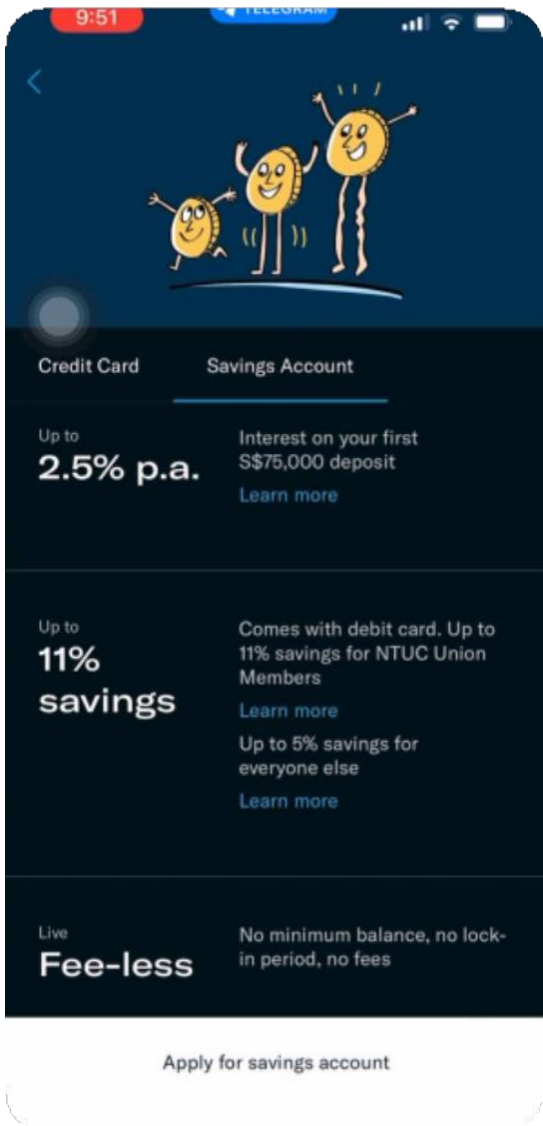 9:51
TELEGRAM
Credit Card
Savings Account
Up to
2.5% p.a.
Interest on your first
S$75,000 deposit
Learn more
Up to
11%
savings
Comes with debit card. Up to
11% savings for NTUC Union
Members
Learn more
Up to 5% savings for
everyone else
Learn more
Live
Fee-less
No minimum balance, no lock-
in period, no fees
Apply for savings account